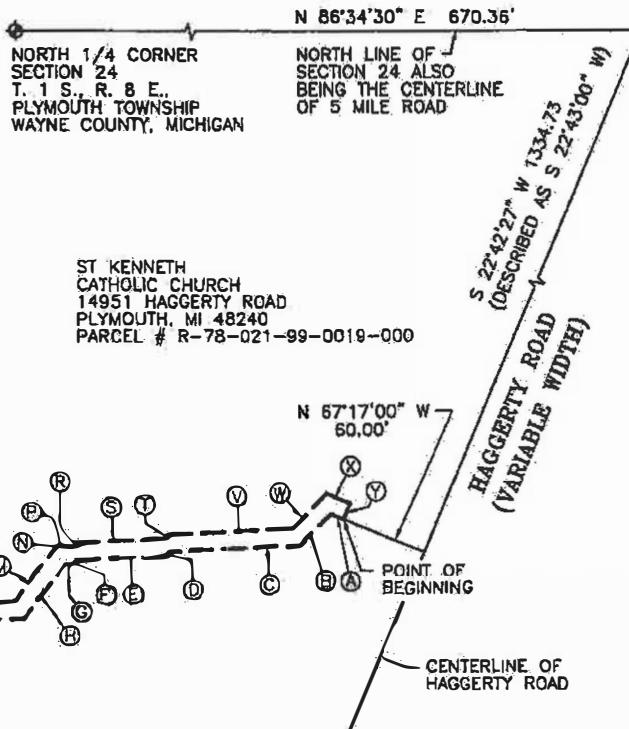 N 86°34'30" E 670.36'
NORTH 1/4 CORNER
SECTION 24
T. 1 S., R. 8 E.,
PLYMOUTH TOWNSHIP
WAYNE COUNTY, MICHIGAN
NORTH LINE OF
SECTION 24 ALSO
BEING THE CENTERLINE
OF 5 MILE ROAD
S 22°42'27" W 1334.73
(DESCRIBED AS S 22°43'00" W)
ST KENNETH
CATHOLIC CHURCH
14951 HAGGERTY ROAD
PLYMOUTH, MI 48240
PARCEL # R-78-021-99-0019-000
HAGGERTY ROAD
(VARIABLE WIDTH)
N 67°17'00" W
60.00'
X
Y
W
V
T
S
R
P
N
M
H
G
F
E
D
C
B
A
POINT OF
BEGINNING
CENTERLINE OF
HAGGERTY ROAD